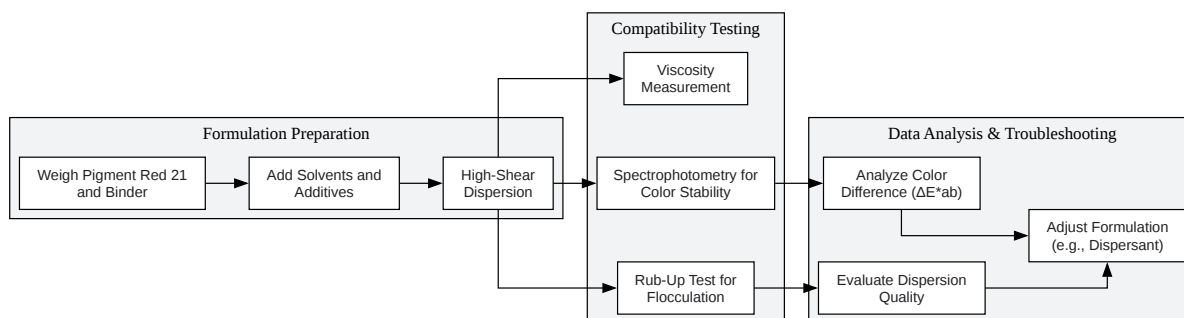 Compatibility Testing
Viscosity
Measurement
Formulation Preparation
Data Analysis & Troubleshooting
Weigh Pigment Red 21
and Binder
Add Solvents and
Additives
High-Shear
Dispersion
Spectrophotometry for
Color Stability
Analyze Color
Difference (ΔE*ab)
Adjust Formulation
(e.g., Dispersant)
Rub-Up Test for
Flocculation
Evaluate Dispersion
Quality